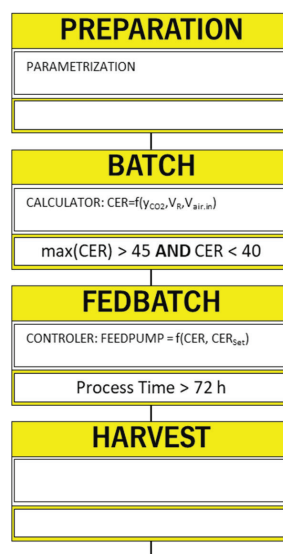 PREPARATION
PARAMETRIZATION
BATCH
CALCULATOR: CER=f(yCO2,VR,Vair.in)
max(CER) > 45 AND CER < 40
FEDBATCH
CONTROLER: FEEDPUMP = f(CER, CERSet)
Process Time > 72 h
HARVEST